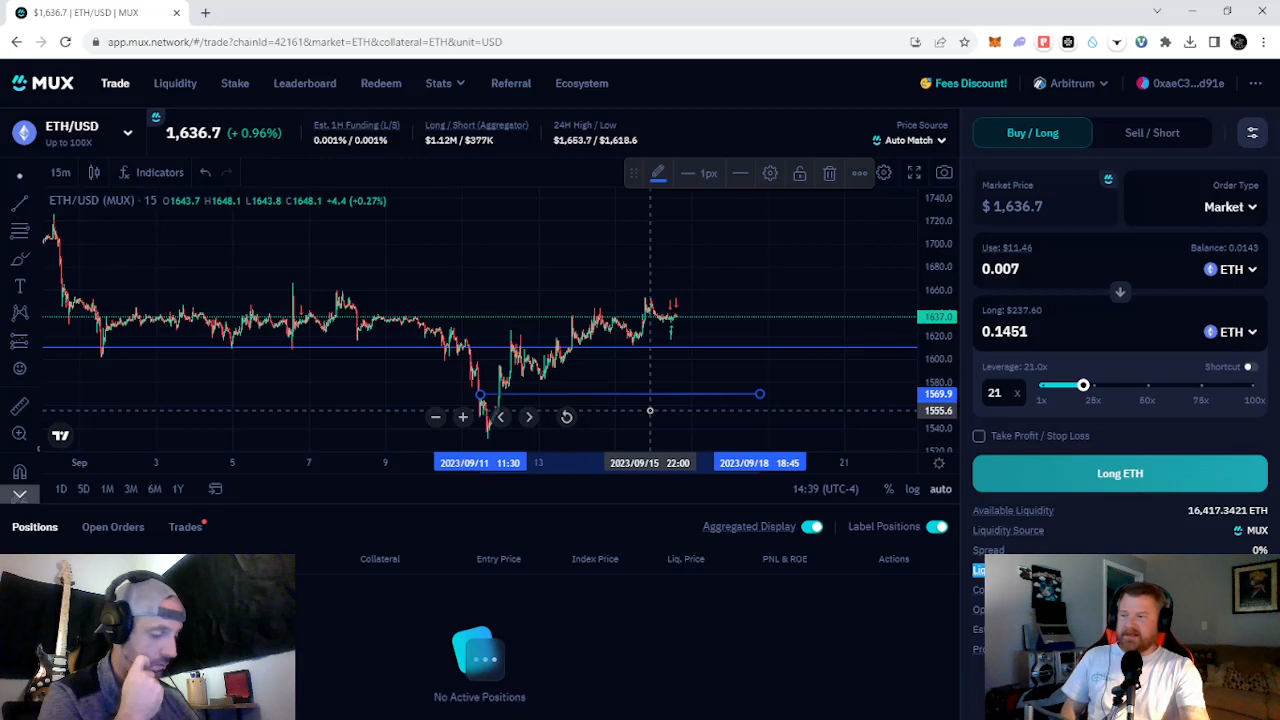 $1,636.7 | ETH/USD | MUX
app.mux.network/#/trade?chainId=42161&market=ETH&collateral=ETH&unit=USD
MUX Trade Liquidity Stake Leaderboard Redeem Stats Referral Ecosystem Fees Discount! Arbitrum 0xaeC3...d91e
ETH/USD
Up to 100X
1,636.7 (+ 0.96%)
Est. 1H Funding (L/S)
0.001% / 0.001%
Long / Short (Aggregator)
$1.12M / $377K
24H High / Low
$1,653.7 / $1,618.6
Price Source
Auto Match
Buy / Long Sell / Short
15m Indicators 1px
ETH/USD (MUX) · 15 O1643.7 H1648.1 L1643.8 C1648.1 +4.4 (+0.27%)
1740.0
1720.0
1700.0
1680.0
1660.0
1637.0
1620.0
1600.0
1580.0
1569.9
1555.6
1540.0
1520.0
Sep 3 5 7 9 2023/09/11 11:30 13 2023/09/15 22:00 2023/09/18 18:45 21
1D 5D 1M 3M 6M 1Y 14:39 (UTC-4) % log auto
Market Price
$ 1,636.7
Order Type
Market
Use: $11.46 Balance: 0.0143
0.007 ETH
Long: $237.60
0.1451 ETH
Leverage: 21.0x Shortcut
21 x
1x 25x 50x 75x 100x
Take Profit / Stop Loss
Long ETH
Available Liquidity 16,417.3421 ETH
Liquidity Source MUX
Spread 0%
Positions Open Orders Trades Aggregated Display Label Positions
Collateral Entry Price Index Price Liq. Price PNL & ROE Actions
No Active Positions